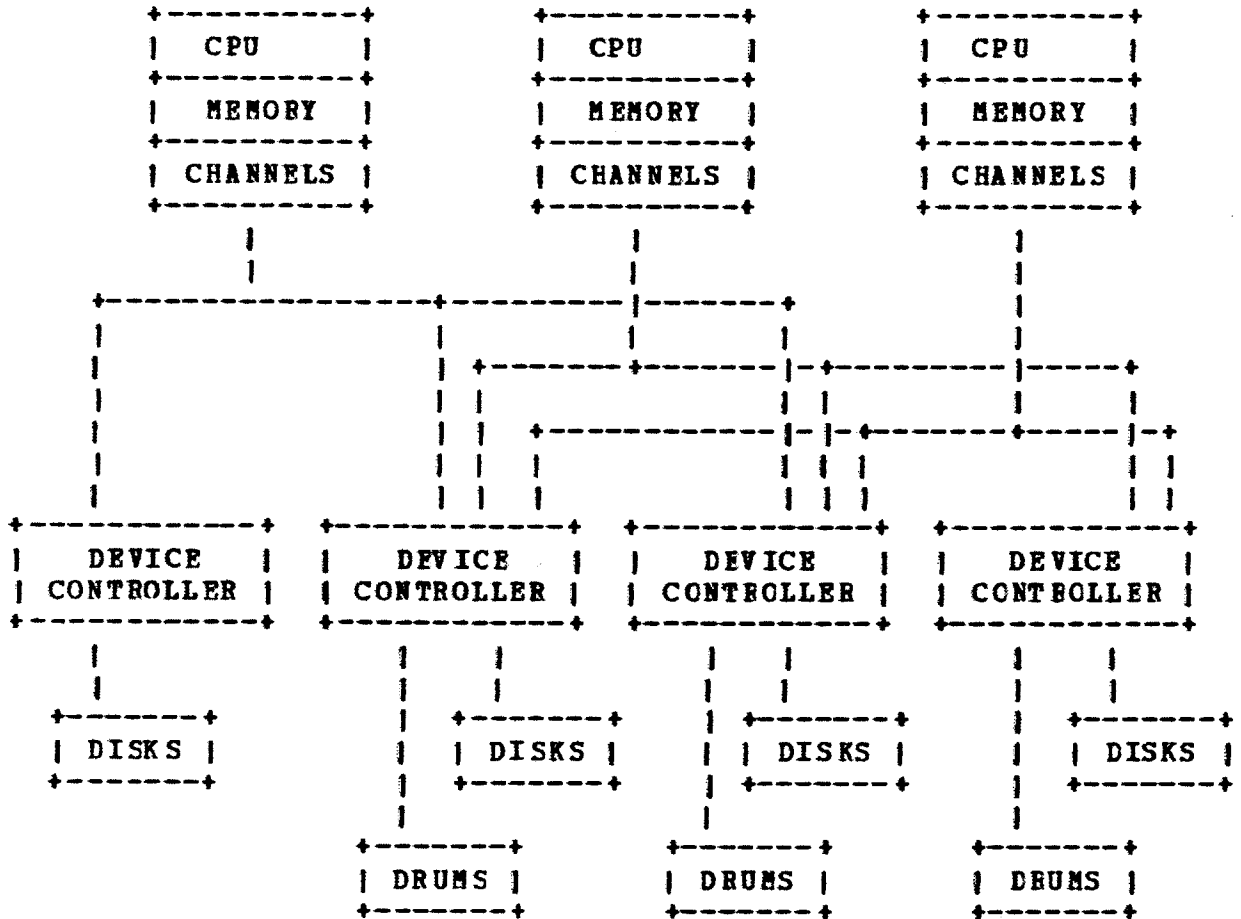 CPU CPU CPU
MEMORY MEMORY MEMORY
CHANNELS CHANNELS CHANNELS
DEVICE DEVICE DEVICE DEVICE
CONTROLLER CONTROLLER CONTROLLER CONTROLLER
DISKS DISKS DISKS DISKS
DRUMS DRUMS DRUMS